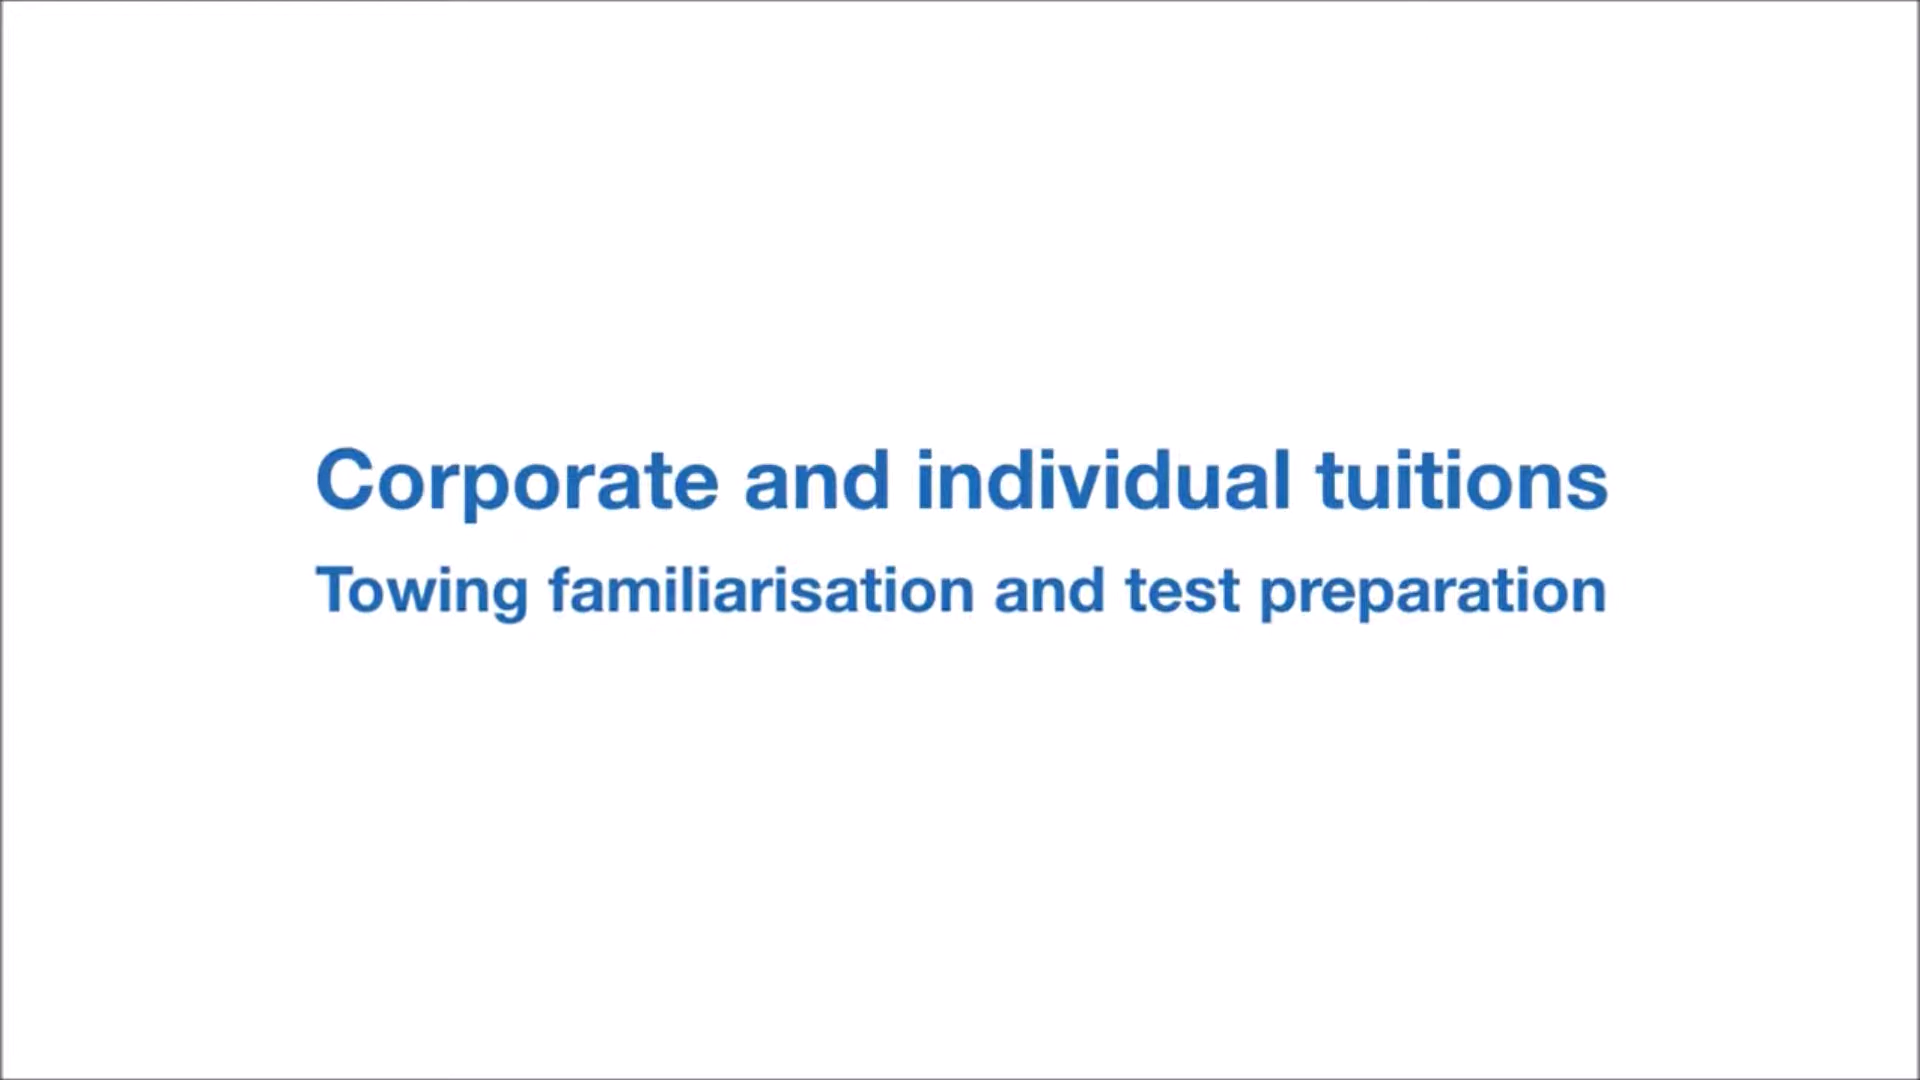 Corporate and individual tuitions
Towing familiarisation and test preparation